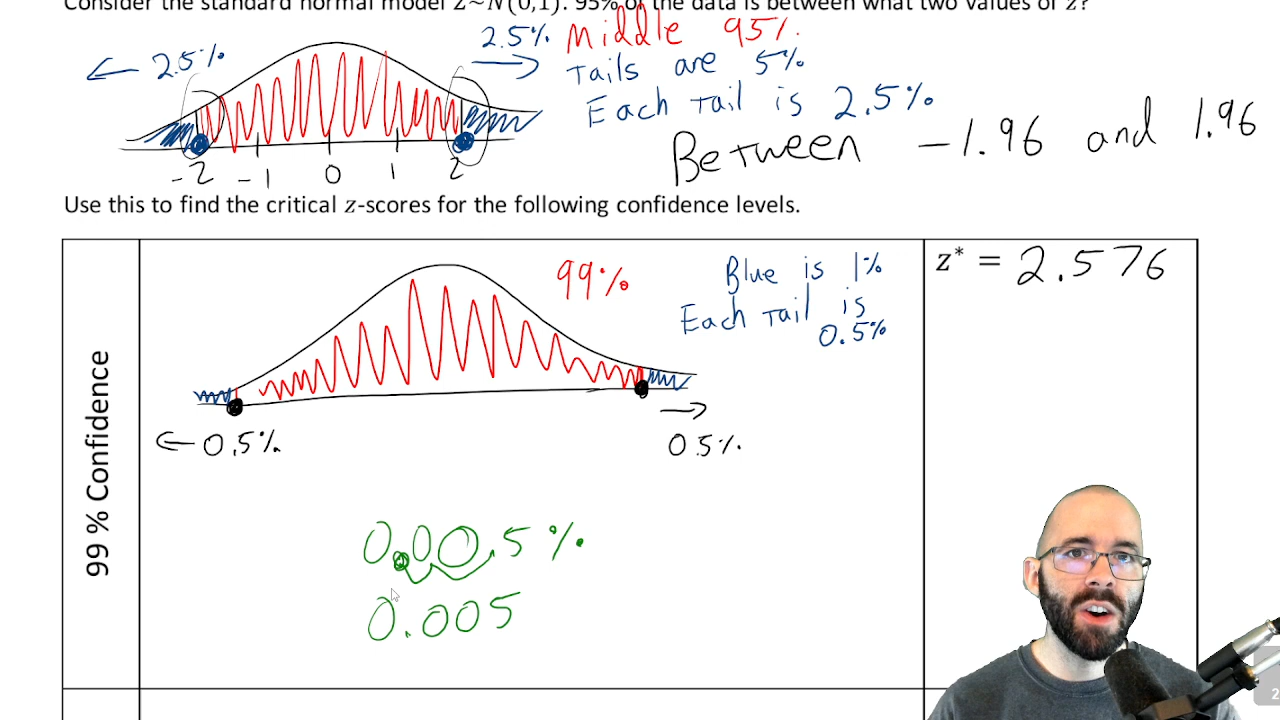 Consider the standard normal model Z~N(0,1). 95% of the data is between what two values of z?
2.5%
2.5%
Middle 95%
Tails are 5%
Each Tail is 2.5%
Between -1.96 and 1.96
-2 -1 0 1 2
Use this to find the critical z-scores for the following confidence levels.
99 % Confidence
99%
Blue is 1%
Each Tail is
0.5%
z* = 2.576
←0.5%
→
0.5%
0.00.5%
0.005
2